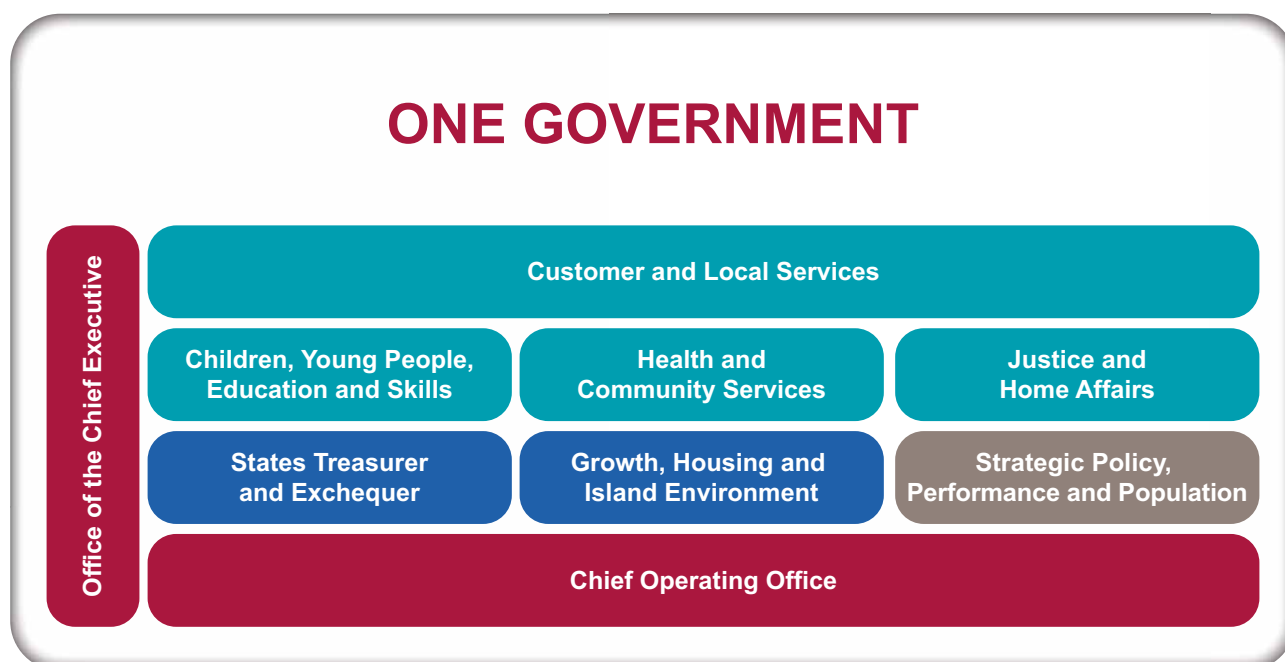 ONE GOVERNMENT
Office of the Chief Executive
Customer and Local Services
Children, Young People,
Education and Skills
Health and
Community Services
Justice and
Home Affairs
States Treasurer
and Exchequer
Growth, Housing and
Island Environment
Strategic Policy,
Performance and Population
Chief Operating Office